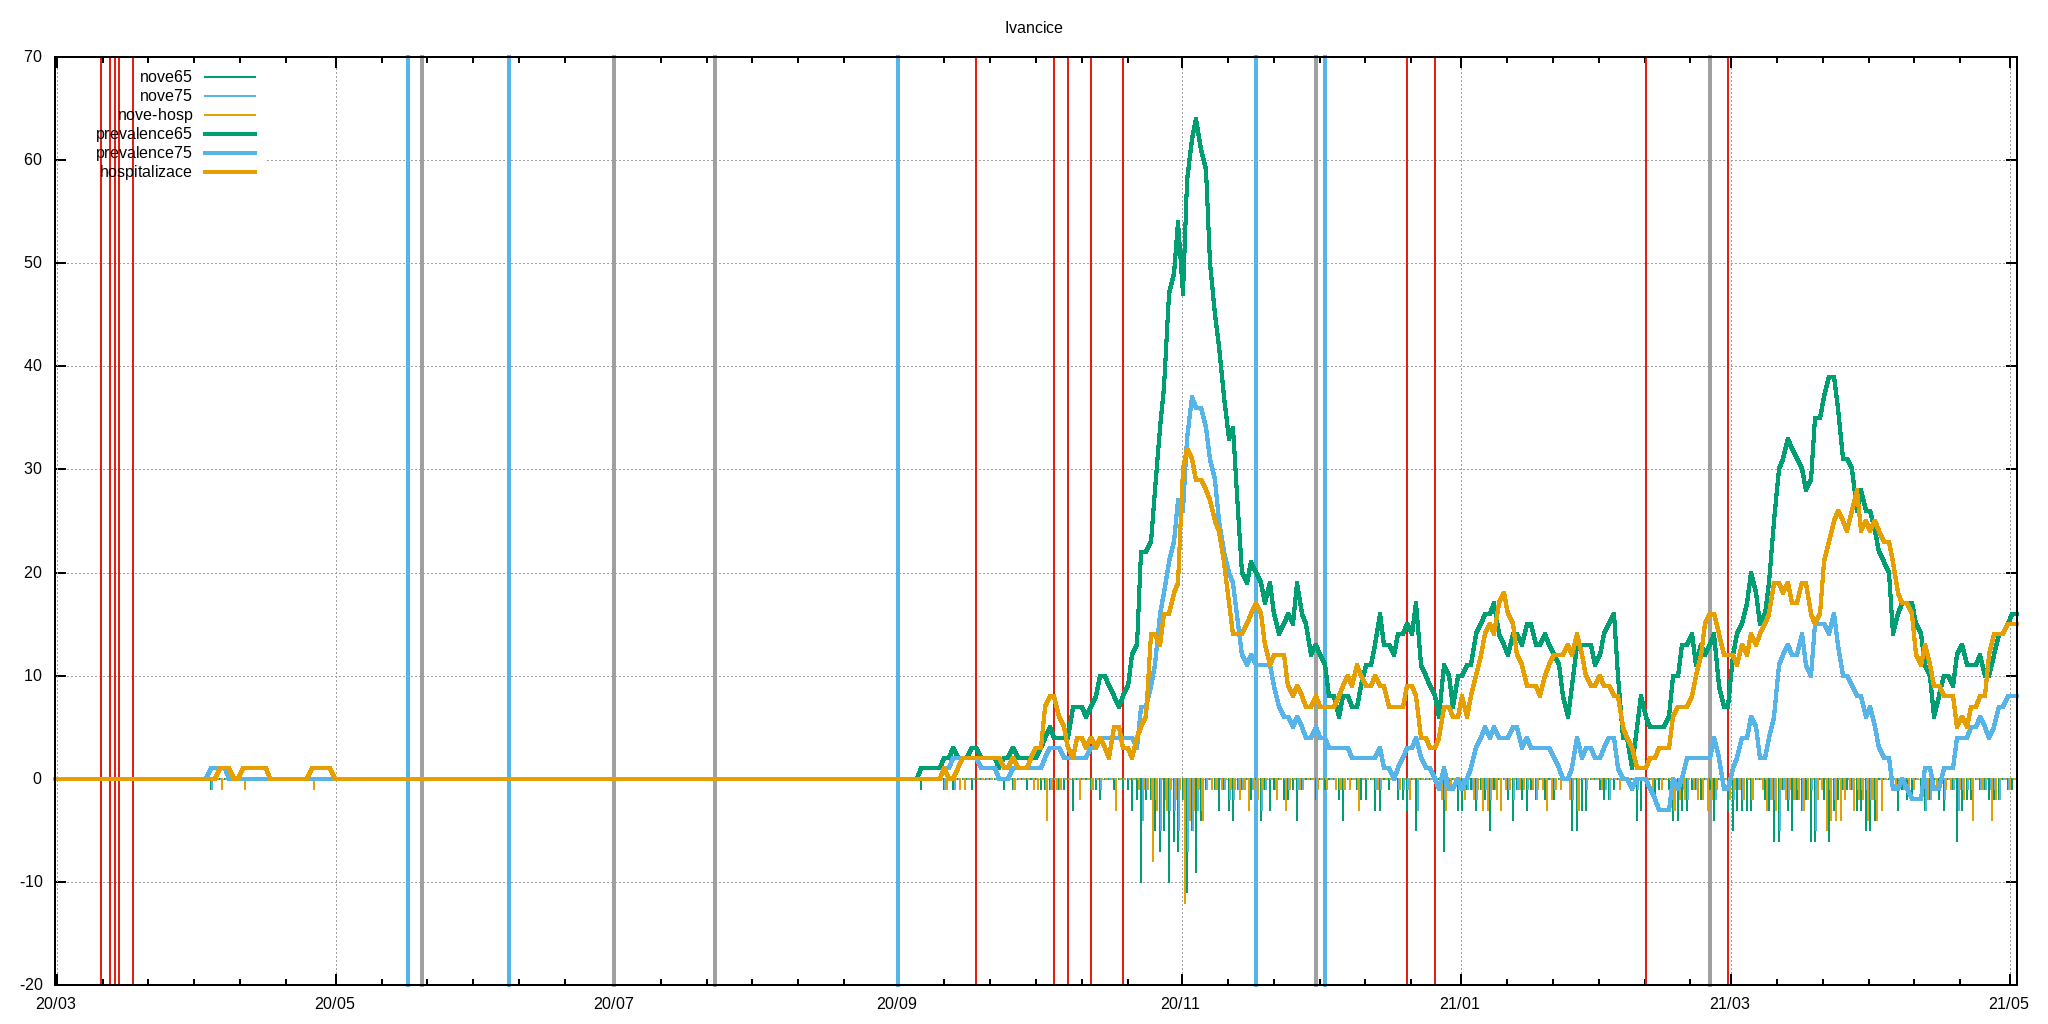 Ivancice
70
nove65
nove75
nove-hosp
prevalence65
prevalence75
hospitalizace
60
50
40
30
20
10
0
-10
-20
20/03 20/05 20/07 20/09 20/11 21/01 21/03 21/05